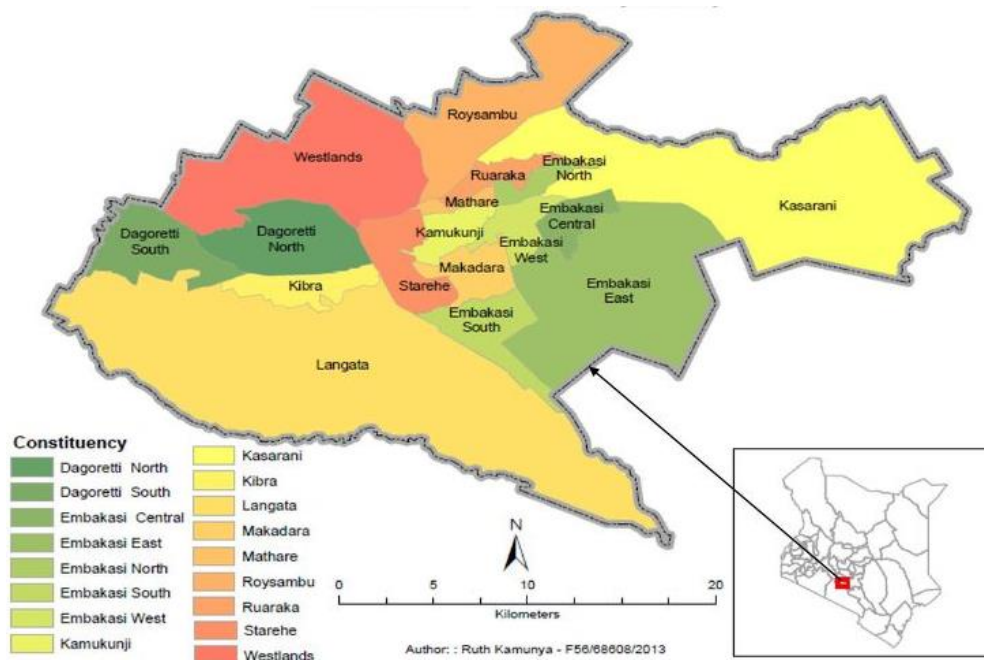 Roysambu
Westlands
Ruaraka
Embakasi
North
Kasarani
Mathare
Dagoretti
South
Dagoretti
North
Kamukunji
Embakasi
Central
Embakasi
West
Makadara
Kibra
Starehe
Embakasi
East
Embakasi
South
Langata
Constituency
Dagoretti North
Dagoretti South
Embakasi Central
Embakasi East
Embakasi North
Embakasi South
Embakasi West
Kamukunji
Kasarani
Kibra
Langata
Makadara
Mathare
Roysambu
Ruaraka
Starehe
Westlands
N
0 5 10 20
Kilometers
Author: : Ruth Kamunya - F56/68608/2013